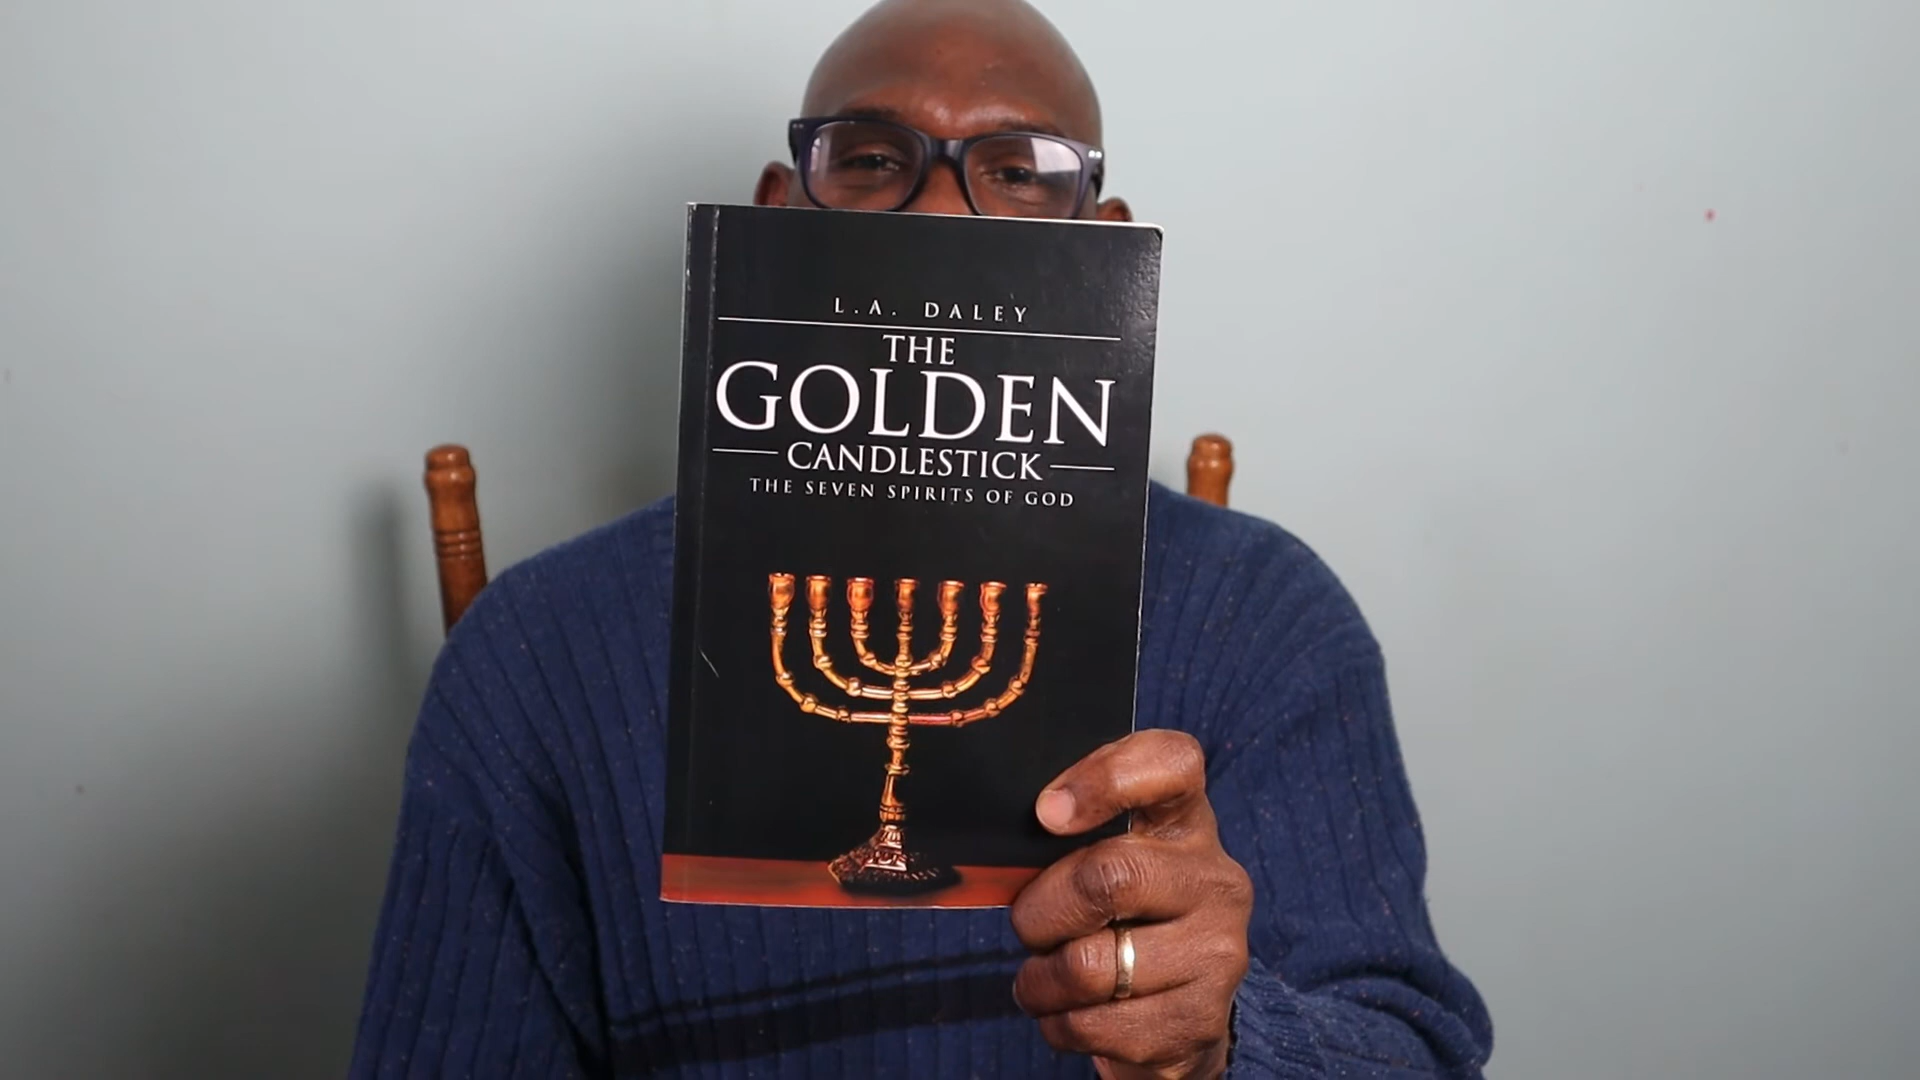 L.A. DALEY
THE
GOLDEN
CANDLESTICK
THE SEVEN SPIRITS OF GOD